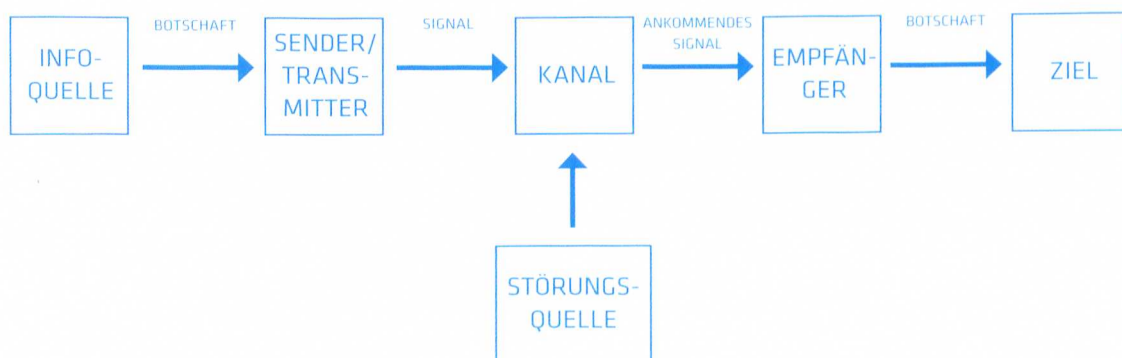 INFO-
QUELLE
BOTSCHAFT
SENDER/
TRANS-
MITTER
SIGNAL
KANAL
ANKOMMENDES
SIGNAL
EMPFÄN-
GER
BOTSCHAFT
ZIEL
STÖRUNGS-
QUELLE